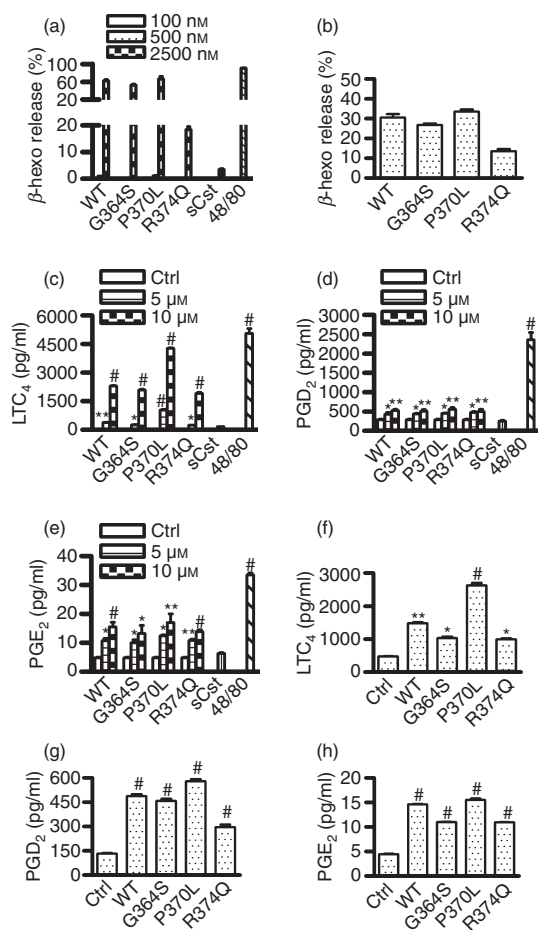 (a)
100 nM
500 nM
2500 nM
β-hexo release (%)
100
60
20
20
10
0
WT
G364S
P370L
R374Q
sCst
48/80
(b)
β-hexo release (%)
50
40
30
20
10
0
WT
G364S
P370L
R374Q
(c)
Ctrl
5 μM
10 μM
LTC4 (pg/ml)
6000
4500
3000
1500
0
** # * # # # * # #
WT
G364S
P370L
R374Q
sCst
48/80
(d)
Ctrl
5 μM
10 μM
PGD2 (pg/ml)
3000
2500
2000
1500
1000
500
0
* ** * ** * ** * ** #
WT
G364S
P370L
R374Q
sCst
48/80
(e)
Ctrl
5 μM
10 μM
PGE2 (pg/ml)
40
30
20
10
0
* # * * * ** ** # #
WT
G364S
P370L
R374Q
sCst
48/80
(f)
LTC4 (pg/ml)
3000
2000
1000
0
** * # *
Ctrl
WT
G364S
P370L
R374Q
(g)
PGD2 (pg/ml)
600
450
300
150
0
# # # #
Ctrl
WT
G364S
P370L
R374Q
(h)
PGE2 (pg/ml)
20
15
10
5
0
# # # #
Ctrl
WT
G364S
P370L
R374Q